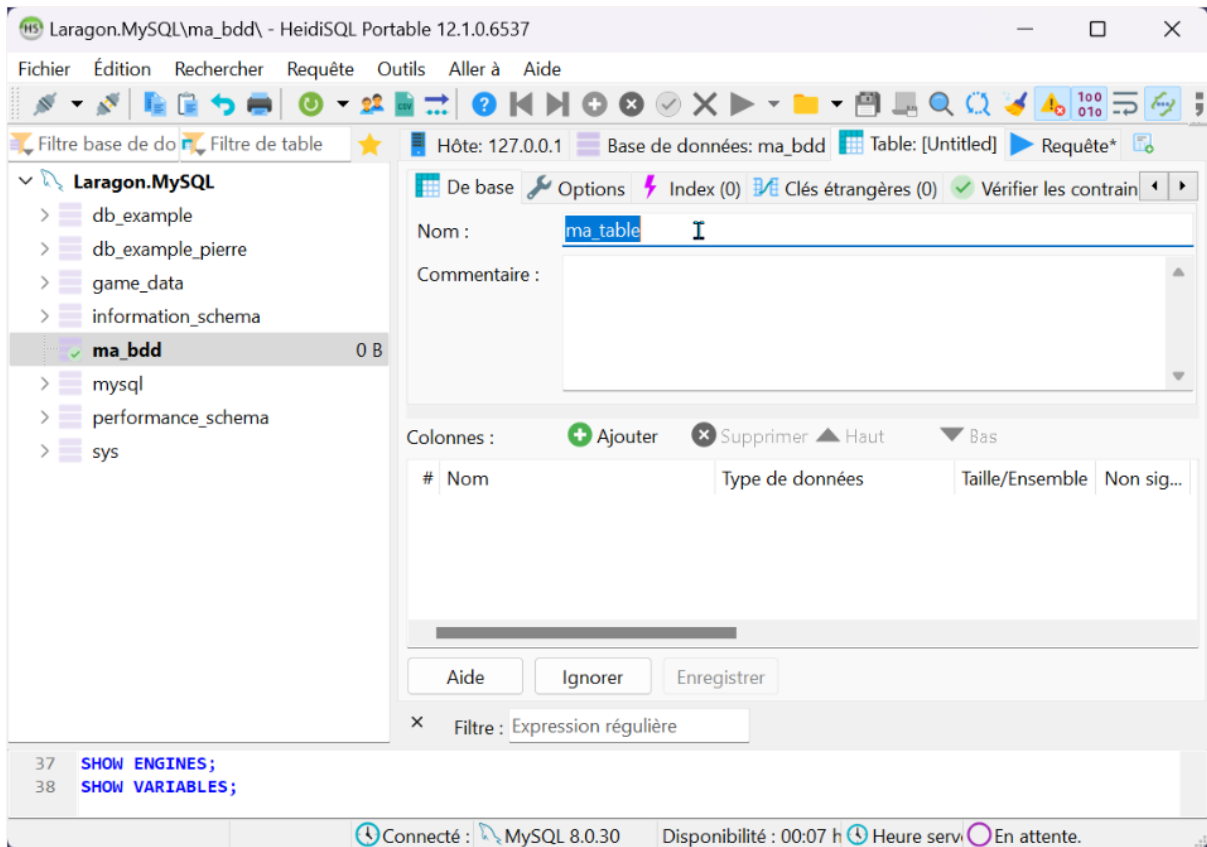 Laragon.MySQL\ma_bdd\ - HeidiSQL Portable 12.1.0.6537
Fichier Édition Rechercher Requête Outils Aller à Aide
Filtre base de do Filtre de table
Hôte: 127.0.0.1 Base de données: ma_bdd Table: [Untitled] Requête*
Laragon.MySQL
db_example
db_example_pierre
game_data
information_schema
ma_bdd 0 B
mysql
performance_schema
sys
De base Options Index (0) Clés étrangères (0) Vérifier les contrain
Nom : ma_table
Commentaire :
Colonnes : Ajouter Supprimer Haut Bas
# Nom Type de données Taille/Ensemble Non sig...
Aide Ignorer Enregistrer
Filtre : Expression régulière
37 SHOW ENGINES;
38 SHOW VARIABLES;
Connecté : MySQL 8.0.30 Disponibilité : 00:07 h Heure serv En attente.